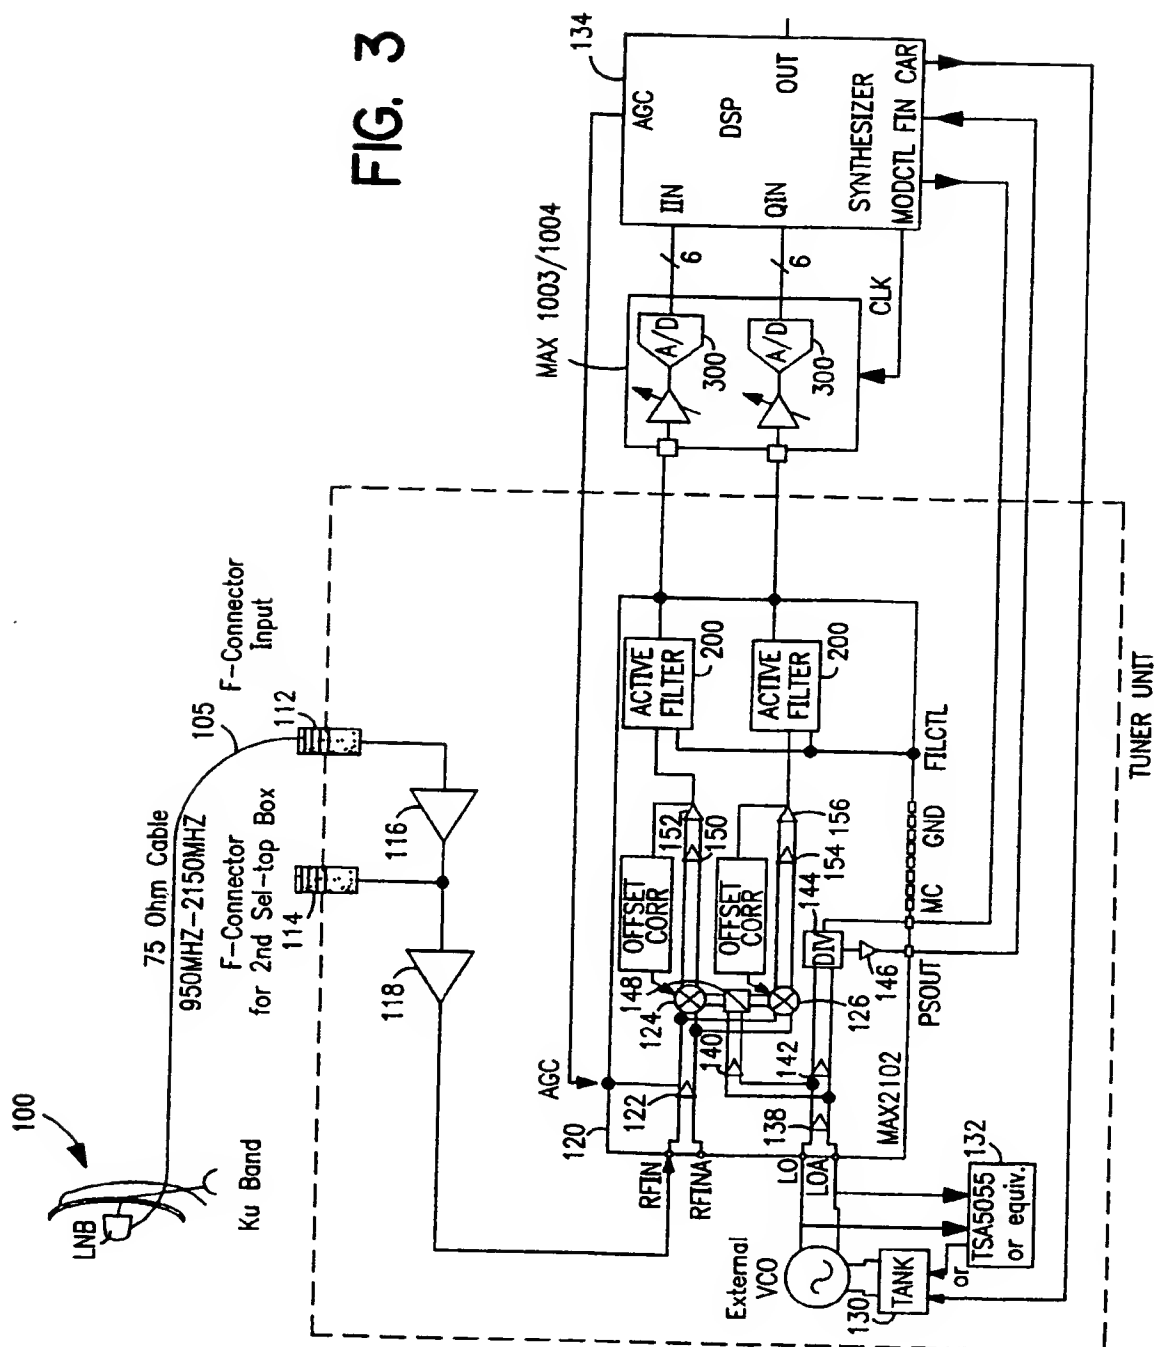 FIG. 3
100
LNB
Ku Band
75 Ohm Cable
950MHZ-2150MHZ
105
F-Connector
Input
112
F-Connector
for 2nd Sel-top Box
114
116
118
AGC
120
RFIN
RFINA
122
124
148
OFFSET
CORR
152
150
ACTIVE
FILTER
200
140
OFFSET
CORR
126
154
156
ACTIVE
FILTER
200
LO
LOA
138
142
DIV
144
146
MAX2102
PSOUT
MC
GND
FILCTL
External
VCO
130
TANK
or
TSA5055
or equiv.
132
TUNER UNIT
MAX 1003/1004
A/D
300
A/D
300
6
6
CLK
134
AGC
IIN
DSP
OUT
QIN
SYNTHESIZER
MODCTL FIN CAR